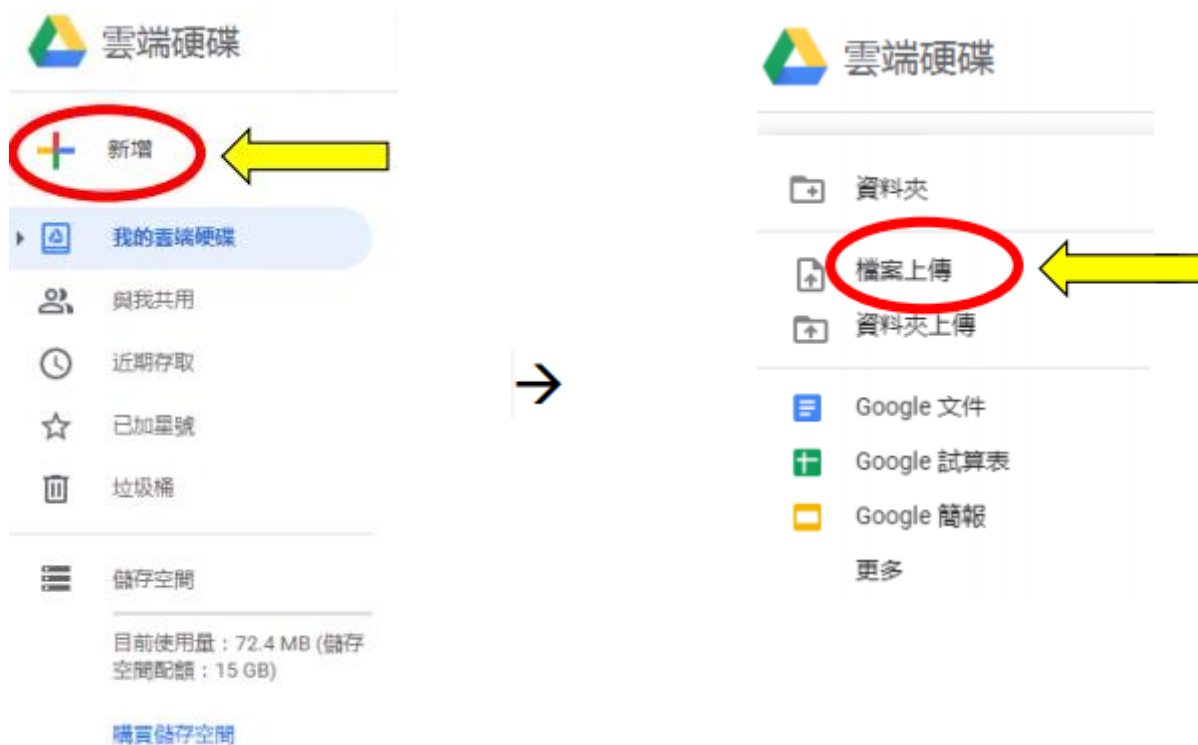 雲端硬碟
新增
我的雲端硬碟
與我共用
近期存取
已加星號
垃圾桶
儲存空間
目前使用量：72.4 MB (儲存
空間配額：15 GB)
購買儲存空間
→
雲端硬碟
資料夾
檔案上傳
資料夾上傳
Google 文件
Google 試算表
Google 簡報
更多